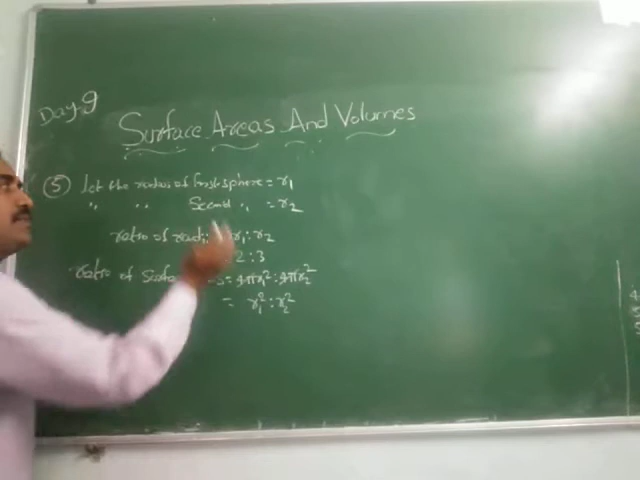 Day-9
Surface Areas And Volumes
(5) Let the radius of first sphere = r₁
" " Second " = r₂
ratio of radii r₁ : r₂
2 : 3
ratio of = 4πr₁² : 4πr₂²
= r₁² : r₂²